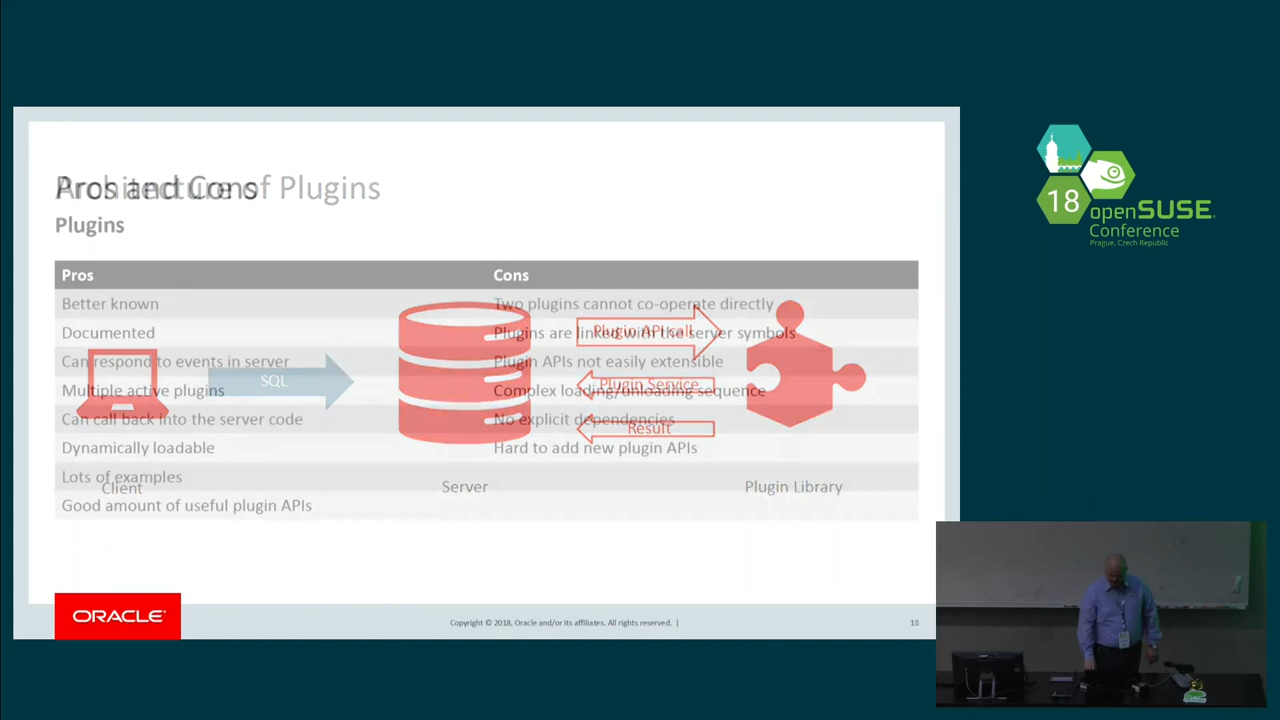 Architecture of Plugins
Pros and Cons
Plugins
Pros Cons
Better known Two plugins cannot co-operate directly
Documented Plugins are linked with the server symbols
Can respond to events in server Plugin APIs not easily extensible
Multiple active plugins Complex loading/unloading sequence
Can call back into the server code No explicit dependencies
Dynamically loadable Hard to add new plugin APIs
Lots of examples
Good amount of useful plugin APIs
SQL
Plugin API call
Plugin Service
Result
Client Server Plugin Library
ORACLE
Copyright © 2018, Oracle and/or its affiliates. All rights reserved. |
18
openSUSE
Conference
Prague, Czech Republic